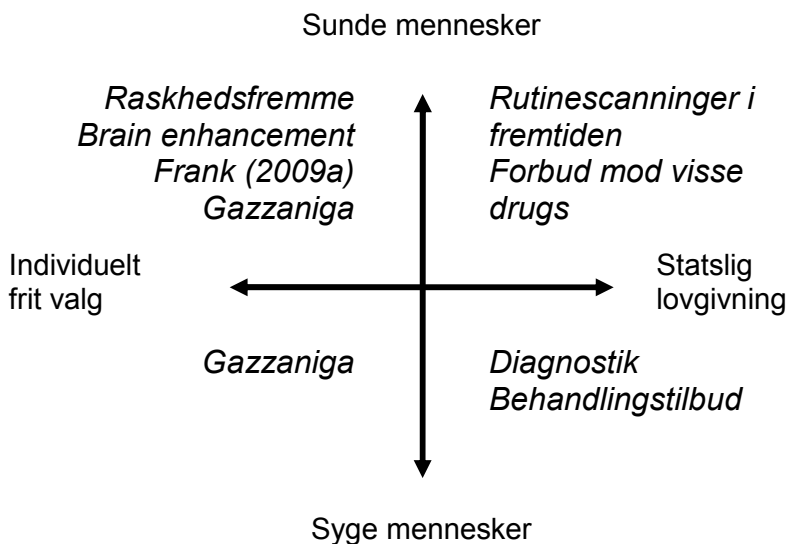 Sunde mennesker
Raskhedsfremme
Brain enhancement
Frank (2009a)
Gazzaniga
Rutinescanninger i
fremtiden
Forbud mod visse
drugs
Individuelt
frit valg
Statslig
lovgivning
Gazzaniga
Diagnostik
Behandlingstilbud
Syge mennesker